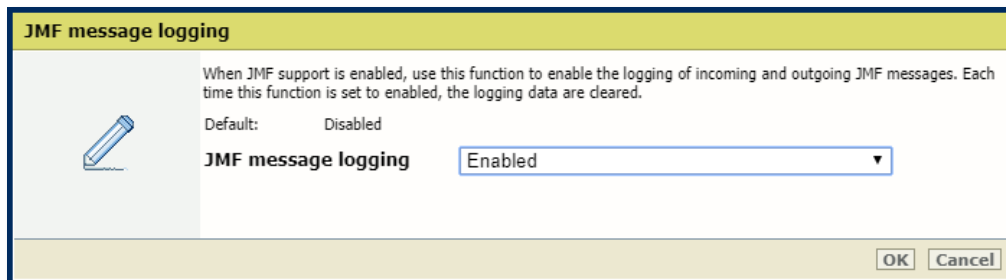 JMF message logging
When JMF support is enabled, use this function to enable the logging of incoming and outgoing JMF messages. Each
time this function is set to enabled, the logging data are cleared.
Default: Disabled
JMF message logging Enabled
OK Cancel